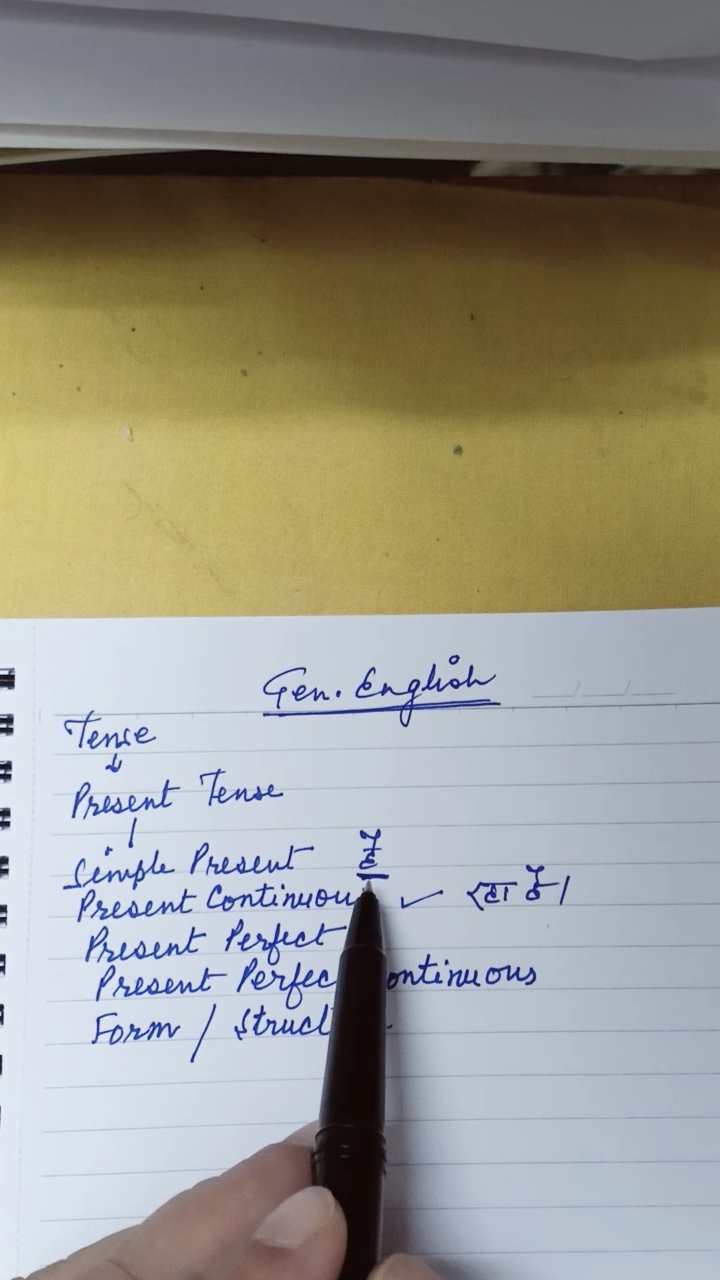 Gen. English
Tense
Present Tense
Simple Present है
Present Continuou ✓ रहा है।
Present Perfect
Present Perfec ontinuous
Form / Struct